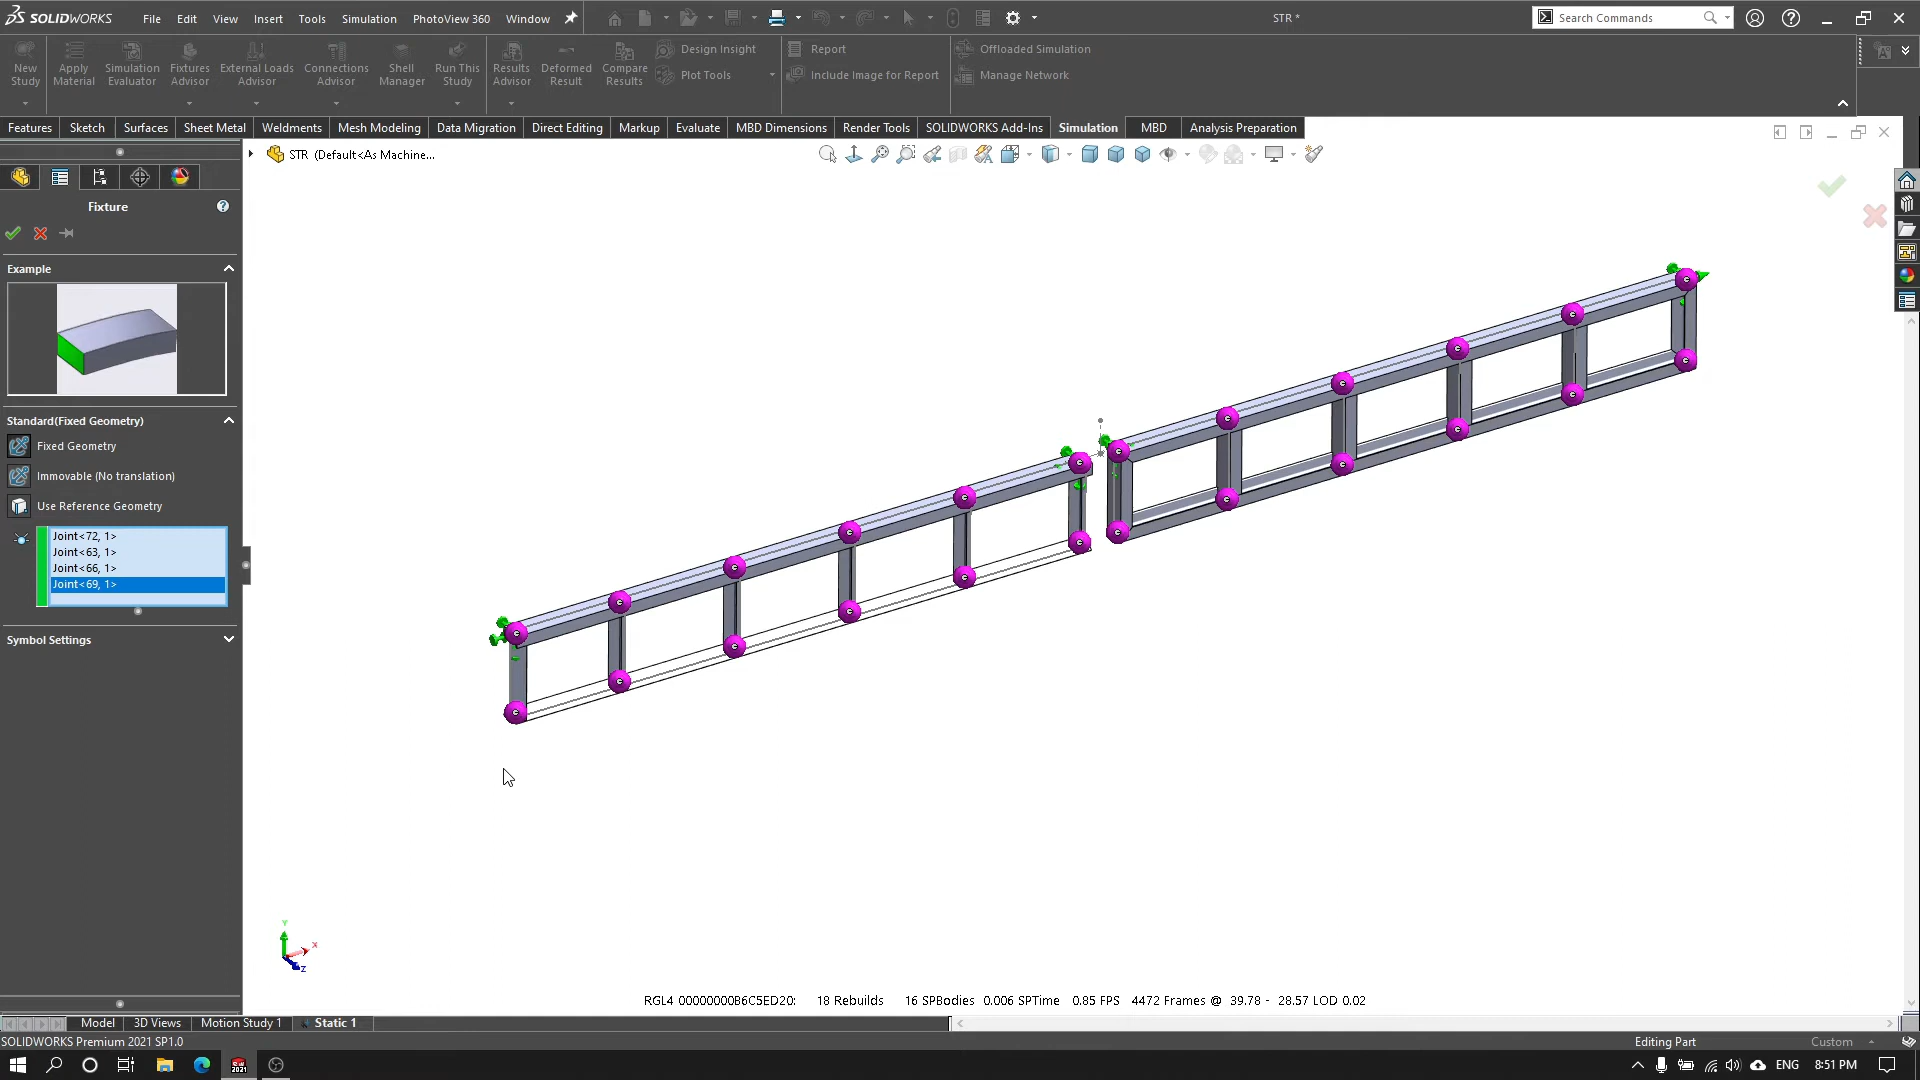 SOLIDWORKS File Edit View Insert Tools Simulation PhotoView 360 Window STR * Search Commands
New Study
Apply Material
Simulation Evaluator
Fixtures Advisor
External Loads Advisor
Connections Advisor
Shell Manager
Run This Study
Results Advisor
Deformed Result
Compare Results
Design Insight
Plot Tools
Report
Include Image for Report
Offloaded Simulation
Manage Network
Features Sketch Surfaces Sheet Metal Weldments Mesh Modeling Data Migration Direct Editing Markup Evaluate MBD Dimensions Render Tools SOLIDWORKS Add-Ins Simulation MBD Analysis Preparation
STR (Default<As Machine...
Fixture
Example
Standard(Fixed Geometry)
Fixed Geometry
Immovable (No translation)
Use Reference Geometry
Joint<72, 1>
Joint<63, 1>
Joint<66, 1>
Joint<69, 1>
Symbol Settings
Y
X
Z
RGL4 00000000B6C5ED20: 18 Rebuilds 16 SPBodies 0.006 SPTime 0.85 FPS 4472 Frames @ 39.78 - 28.57 LOD 0.02
Model 3D Views Motion Study 1 Static 1
SOLIDWORKS Premium 2021 SP1.0 Editing Part Custom
ENG 8:51 PM